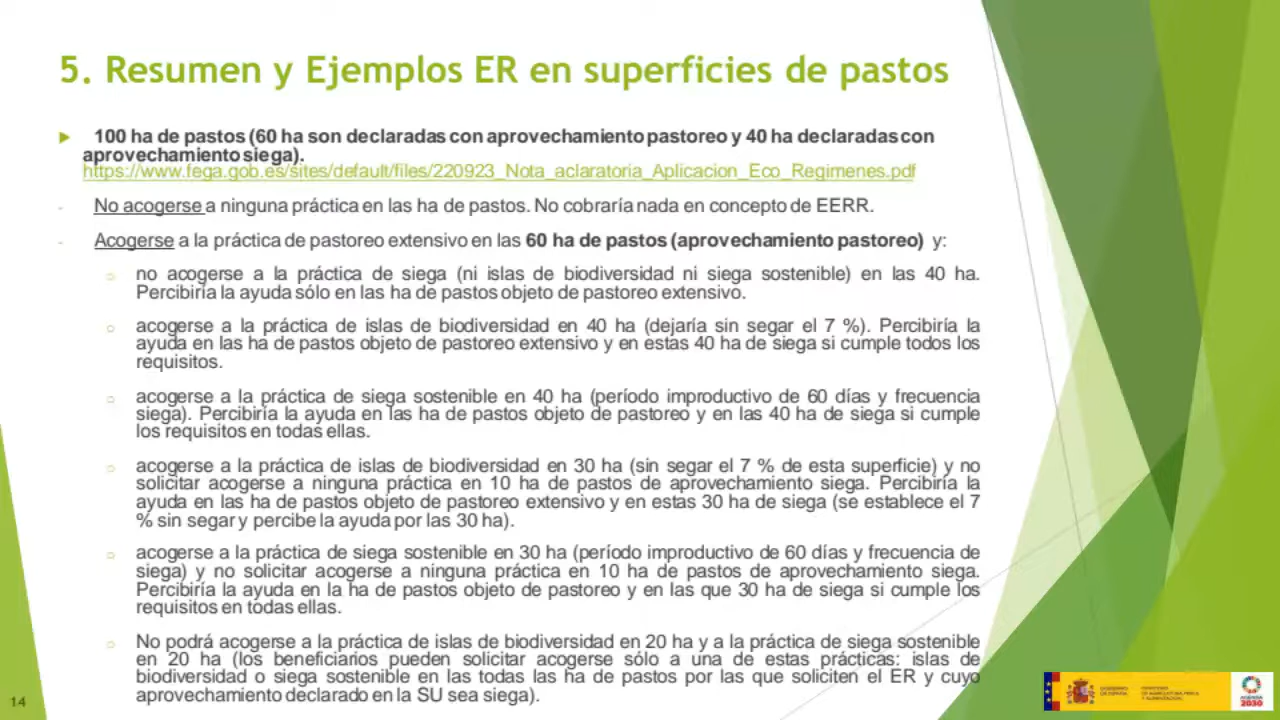 5. Resumen y Ejemplos ER en superficies de pastos
100 ha de pastos (60 ha son declaradas con aprovechamiento pastoreo y 40 ha declaradas con
aprovechamiento siega).
https://www.fega.gob.es/sites/default/files/220923_Nota_aclaratoria_Aplicacion_Eco_Regimenes.pdf
- No acogerse a ninguna práctica en las ha de pastos. No cobraría nada en concepto de EERR.
- Acogerse a la práctica de pastoreo extensivo en las 60 ha de pastos (aprovechamiento pastoreo) y:
no acogerse a la práctica de siega (ni islas de biodiversidad ni siega sostenible) en las 40 ha.
Percibiría la ayuda sólo en las ha de pastos objeto de pastoreo extensivo.
acogerse a la práctica de islas de biodiversidad en 40 ha (dejaría sin segar el 7 %). Percibiría la
ayuda en las ha de pastos objeto de pastoreo extensivo y en estas 40 ha de siega si cumple todos los
requisitos.
acogerse a la práctica de siega sostenible en 40 ha (período improductivo de 60 días y frecuencia
siega). Percibiría la ayuda en las ha de pastos objeto de pastoreo y en las 40 ha de siega si cumple
los requisitos en todas ellas.
acogerse a la práctica de islas de biodiversidad en 30 ha (sin segar el 7 % de esta superficie) y no
solicitar acogerse a ninguna práctica en 10 ha de pastos de aprovechamiento siega. Percibiría la
ayuda en las ha de pastos objeto de pastoreo extensivo y en estas 30 ha de siega (se establece el 7
% sin segar y percibe la ayuda por las 30 ha).
acogerse a la práctica de siega sostenible en 30 ha (período improductivo de 60 días y frecuencia de
siega) y no solicitar acogerse a ninguna práctica en 10 ha de pastos de aprovechamiento siega.
Percibiría la ayuda en la ha de pastos objeto de pastoreo y en las que 30 ha de siega si cumple los
requisitos en todas ellas.
No podrá acogerse a la práctica de islas de biodiversidad en 20 ha y a la práctica de siega sostenible
en 20 ha (los beneficiarios pueden solicitar acogerse sólo a una de estas prácticas: islas de
biodiversidad o siega sostenible en las todas las ha de pastos por las que soliciten el ER y cuyo
aprovechamiento declarado en la SU sea siega).
14
GOBIERNO
DE ESPAÑA
MINISTERIO
DE AGRICULTURA, PESCA
Y ALIMENTACIÓN
AGENDA
2030